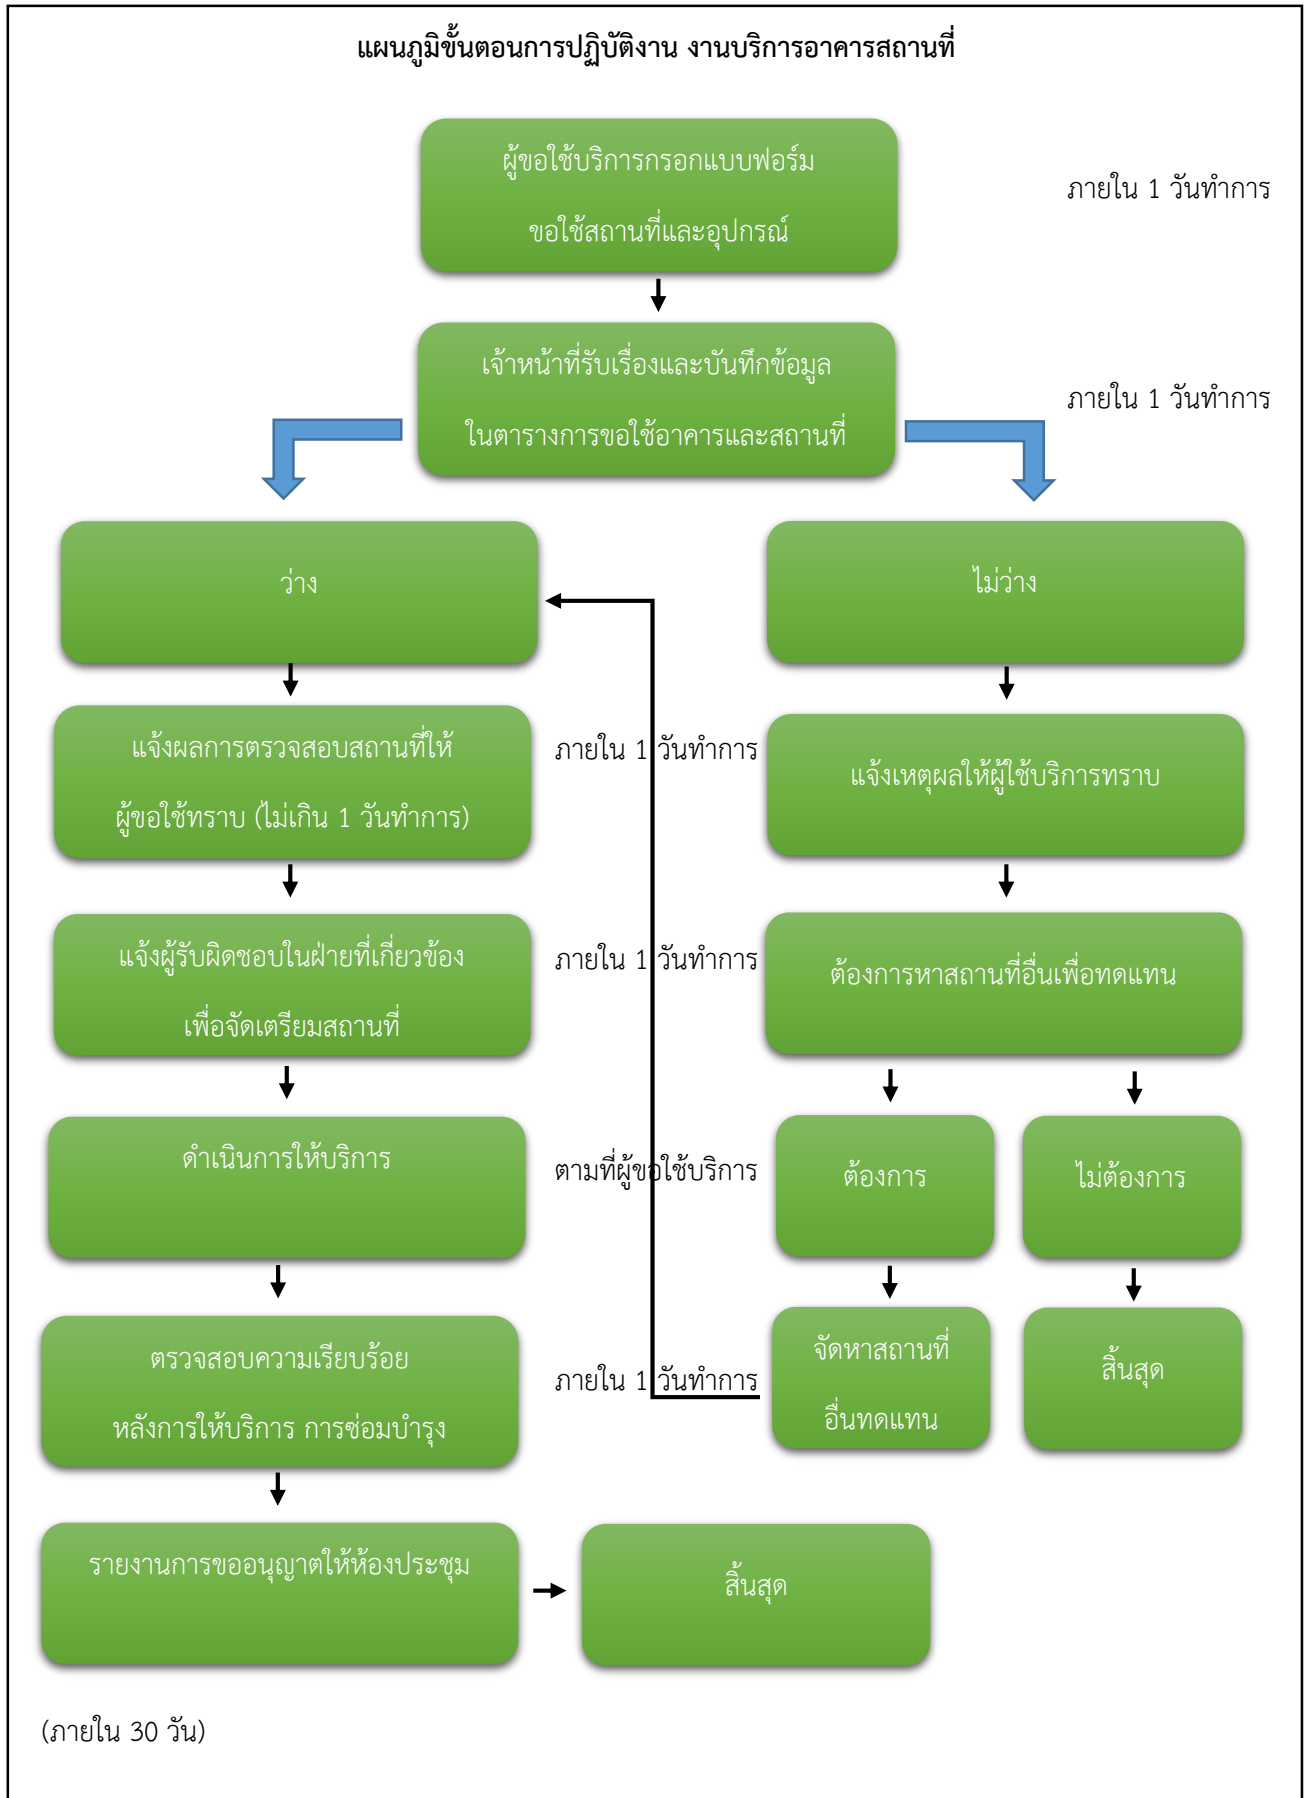 แผนภูมิขั้นตอนการปฏิบัติงาน งานบริการอาคารสถานที่
ผู้ขอใช้บริการกรอกแบบฟอร์ม
ขอใช้สถานที่และอุปกรณ์
ภายใน 1 วันทำการ
เจ้าหน้าที่รับเรื่องและบันทึกข้อมูล
ในตารางการขอใช้อาคารและสถานที่
ภายใน 1 วันทำการ
ว่าง
ไม่ว่าง
แจ้งผลการตรวจสอบสถานที่ให้
ผู้ขอใช้ทราบ (ไม่เกิน 1 วันทำการ)
ภายใน 1 วันทำการ
แจ้งเหตุผลให้ผู้ใช้บริการทราบ
แจ้งผู้รับผิดชอบในฝ่ายที่เกี่ยวข้อง
เพื่อจัดเตรียมสถานที่
ภายใน 1 วันทำการ
ต้องการหาสถานที่อื่นเพื่อทดแทน
ดำเนินการให้บริการ
ตามที่ผู้ขอใช้บริการ
ต้องการ
ไม่ต้องการ
ตรวจสอบความเรียบร้อย
หลังการให้บริการ การซ่อมบำรุง
ภายใน 1 วันทำการ
จัดหาสถานที่
อื่นทดแทน
สิ้นสุด
รายงานการขออนุญาตให้ห้องประชุม
สิ้นสุด
(ภายใน 30 วัน)